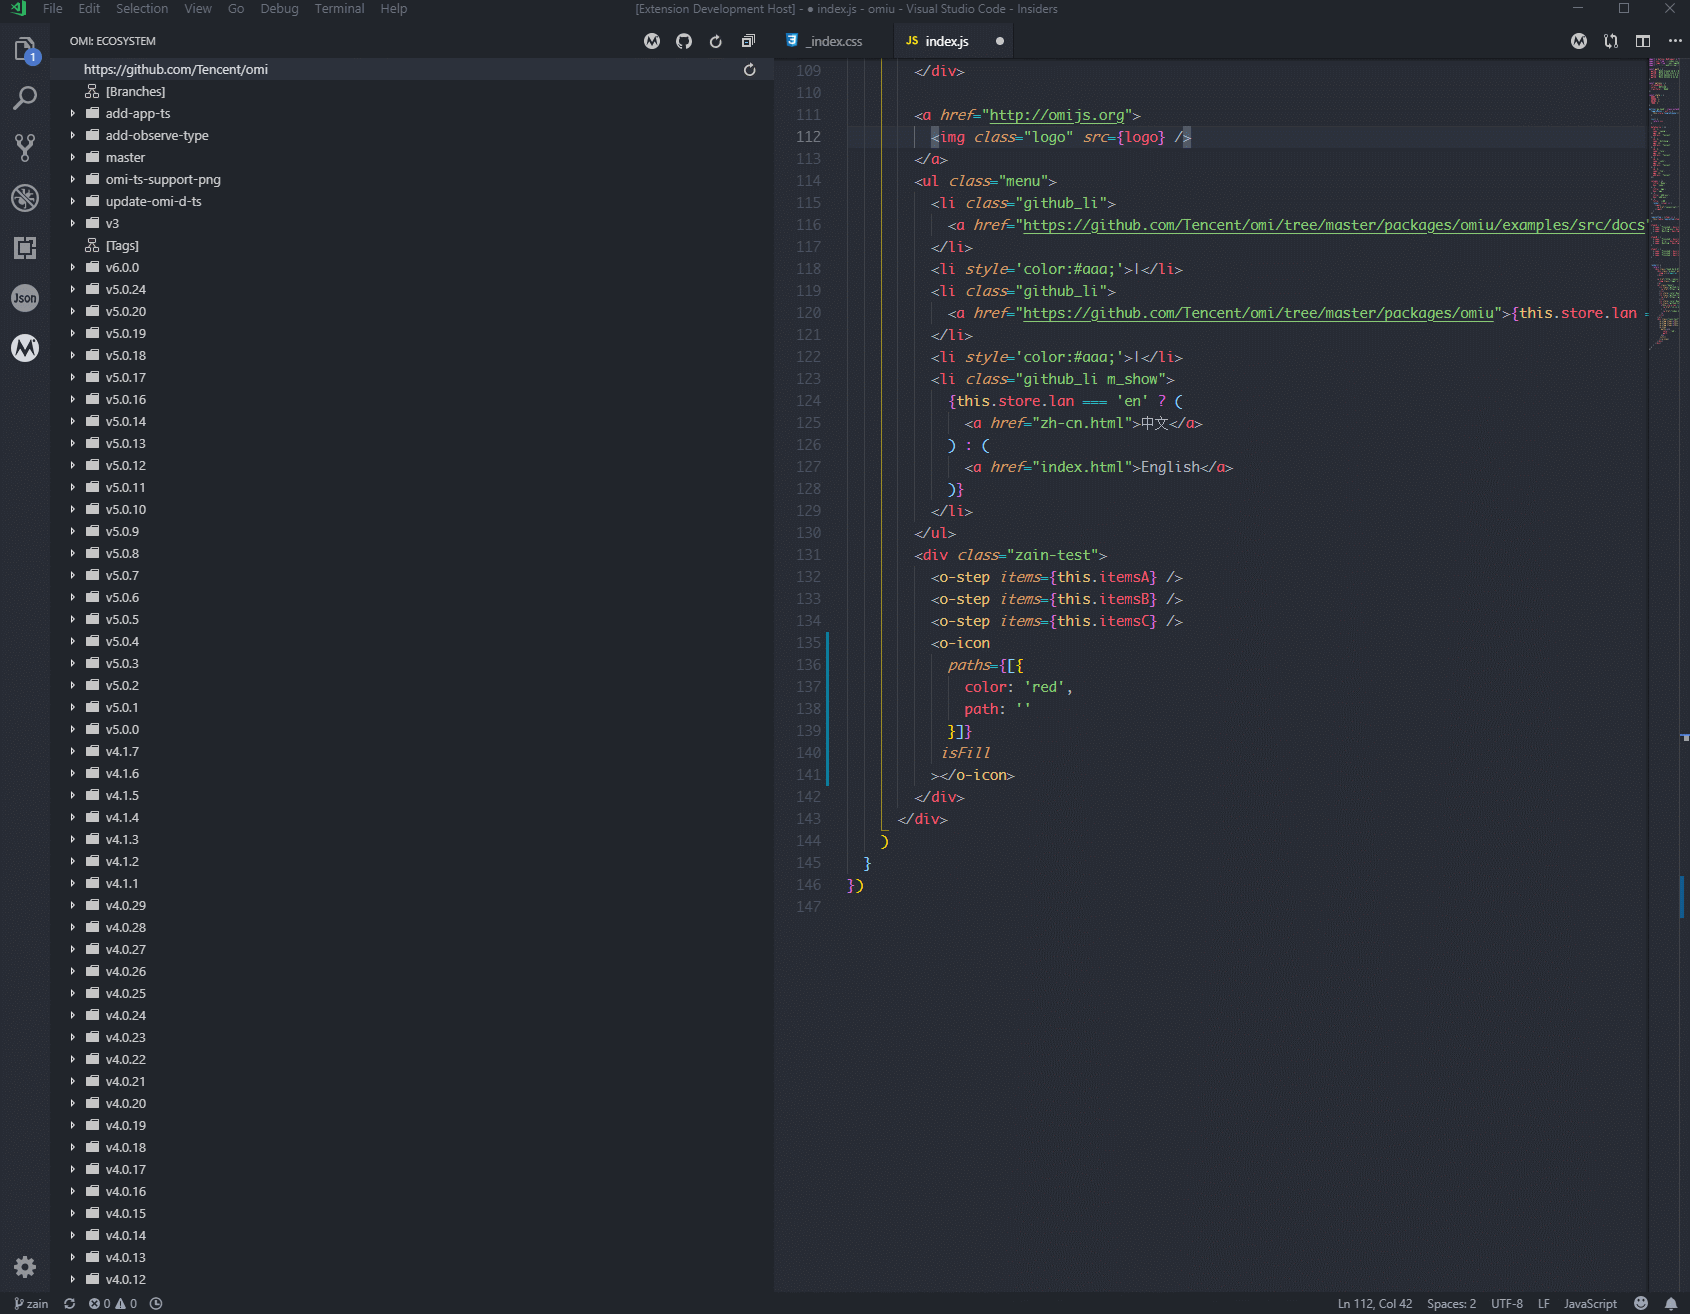 File Edit Selection View Go Debug Terminal Help
[Extension Development Host] - ● index.js - omiu - Visual Studio Code - Insiders
OMI: ECOSYSTEM
https://github.com/Tencent/omi
[Branches]
add-app-ts
add-observe-type
master
omi-ts-support-png
update-omi-d-ts
v3
[Tags]
v6.0.0
v5.0.24
v5.0.20
v5.0.19
v5.0.18
v5.0.17
v5.0.16
v5.0.14
v5.0.13
v5.0.12
v5.0.11
v5.0.10
v5.0.9
v5.0.8
v5.0.7
v5.0.6
v5.0.5
v5.0.4
v5.0.3
v5.0.2
v5.0.1
v5.0.0
v4.1.7
v4.1.6
v4.1.5
v4.1.4
v4.1.3
v4.1.2
v4.1.1
v4.0.29
v4.0.28
v4.0.27
v4.0.26
v4.0.25
v4.0.24
v4.0.23
v4.0.22
v4.0.21
v4.0.20
v4.0.19
v4.0.18
v4.0.17
v4.0.16
v4.0.15
v4.0.14
v4.0.13
v4.0.12
1
Json
_index.css
JS index.js
109 </div>
110
111 <a href="http://omijs.org">
112 <img class="logo" src={logo} />
113 </a>
114 <ul class="menu">
115 <li class="github_li">
116 <a href="https://github.com/Tencent/omi/tree/master/packages/omiu/examples/src/docs
117 </li>
118 <li style='color:#aaa;'>|</li>
119 <li class="github_li">
120 <a href="https://github.com/Tencent/omi/tree/master/packages/omiu">{this.store.lan =
121 </li>
122 <li style='color:#aaa;'>|</li>
123 <li class="github_li m_show">
124 {this.store.lan === 'en' ? (
125 <a href="zh-cn.html">中文</a>
126 ) : (
127 <a href="index.html">English</a>
128 )}
129 </li>
130 </ul>
131 <div class="zain-test">
132 <o-step items={this.itemsA} />
133 <o-step items={this.itemsB} />
134 <o-step items={this.itemsC} />
135 <o-icon
136 paths={[{
137 color: 'red',
138 path: ''
139 }]}
140 isFill
141 ></o-icon>
142 </div>
143 </div>
144 )
145 }
146 })
147
zain 0 0
Ln 112, Col 42 Spaces: 2 UTF-8 LF JavaScript